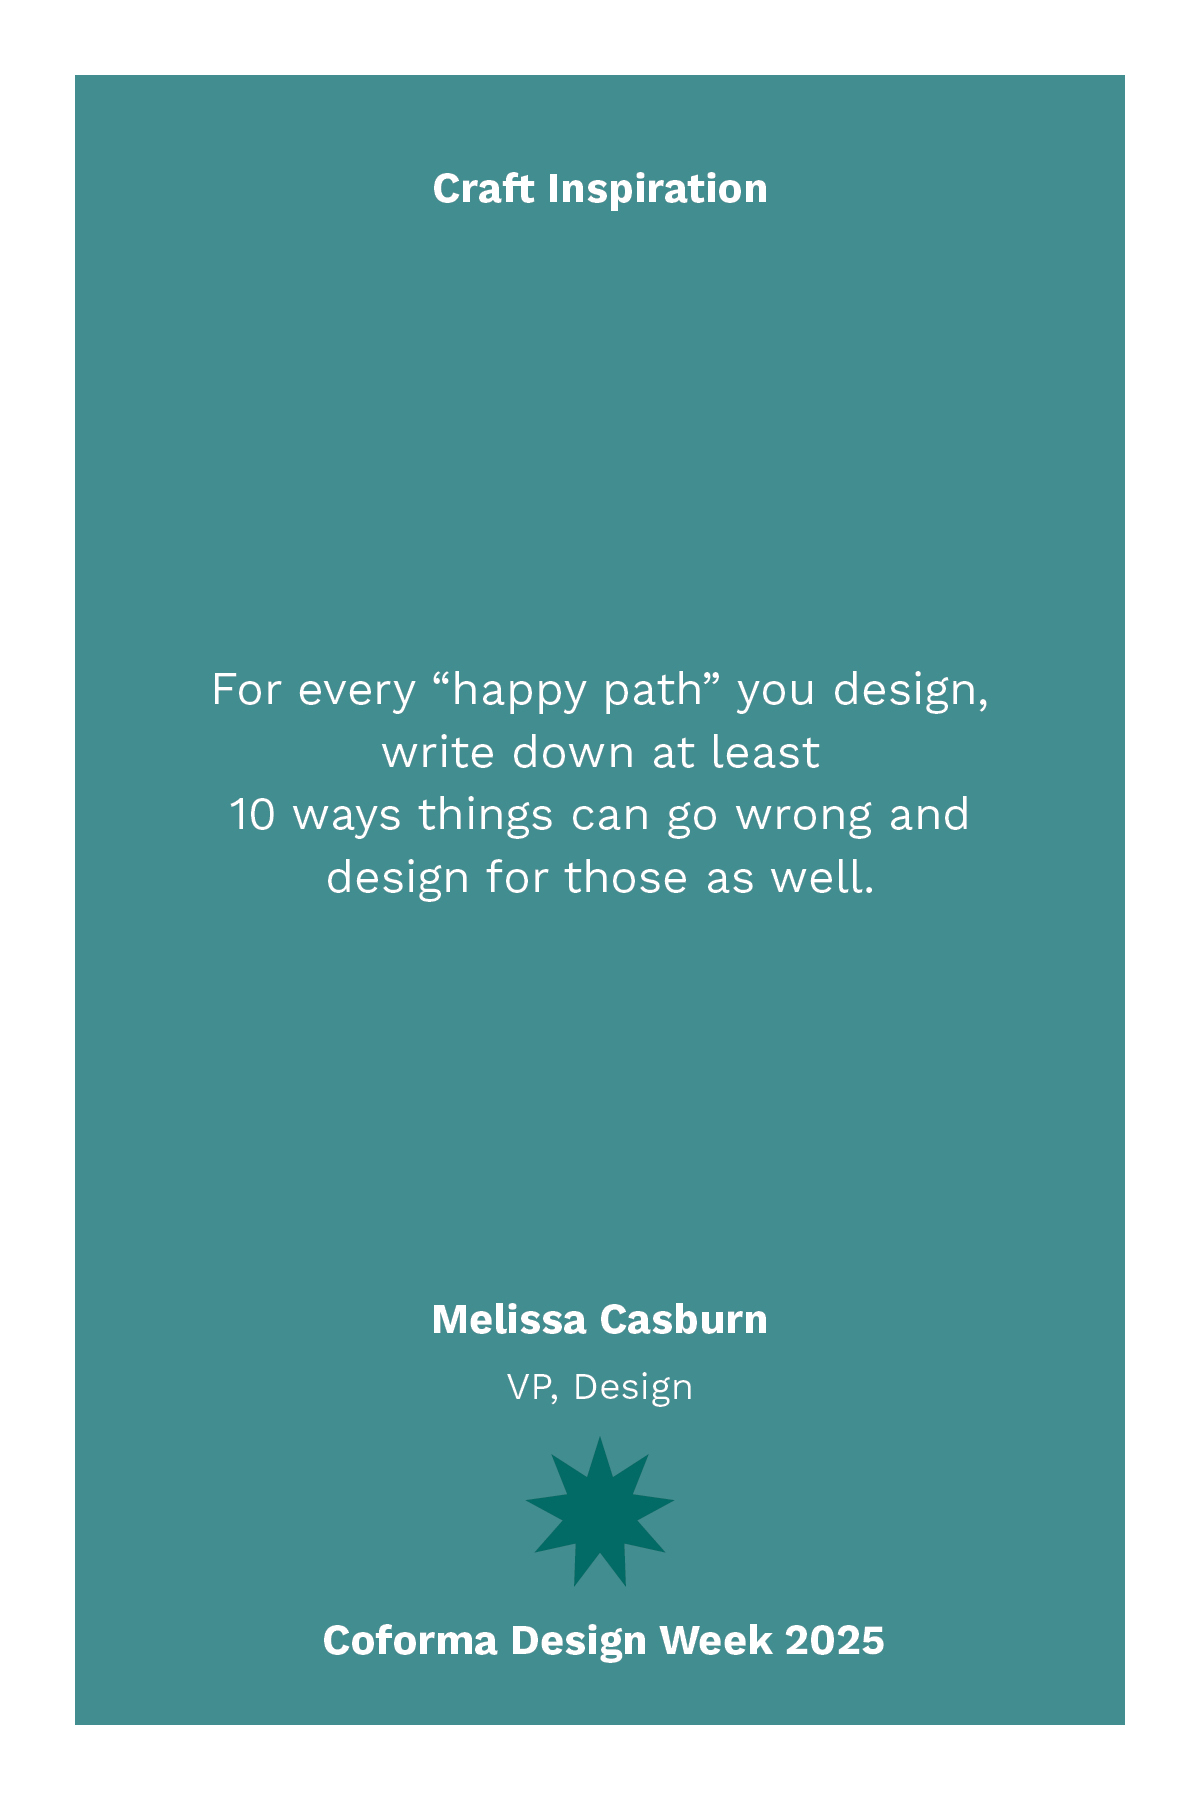 Craft Inspiration
For every “happy path” you design,
write down at least
10 ways things can go wrong and
design for those as well.
Melissa Casburn
VP, Design
Coforma Design Week 2025